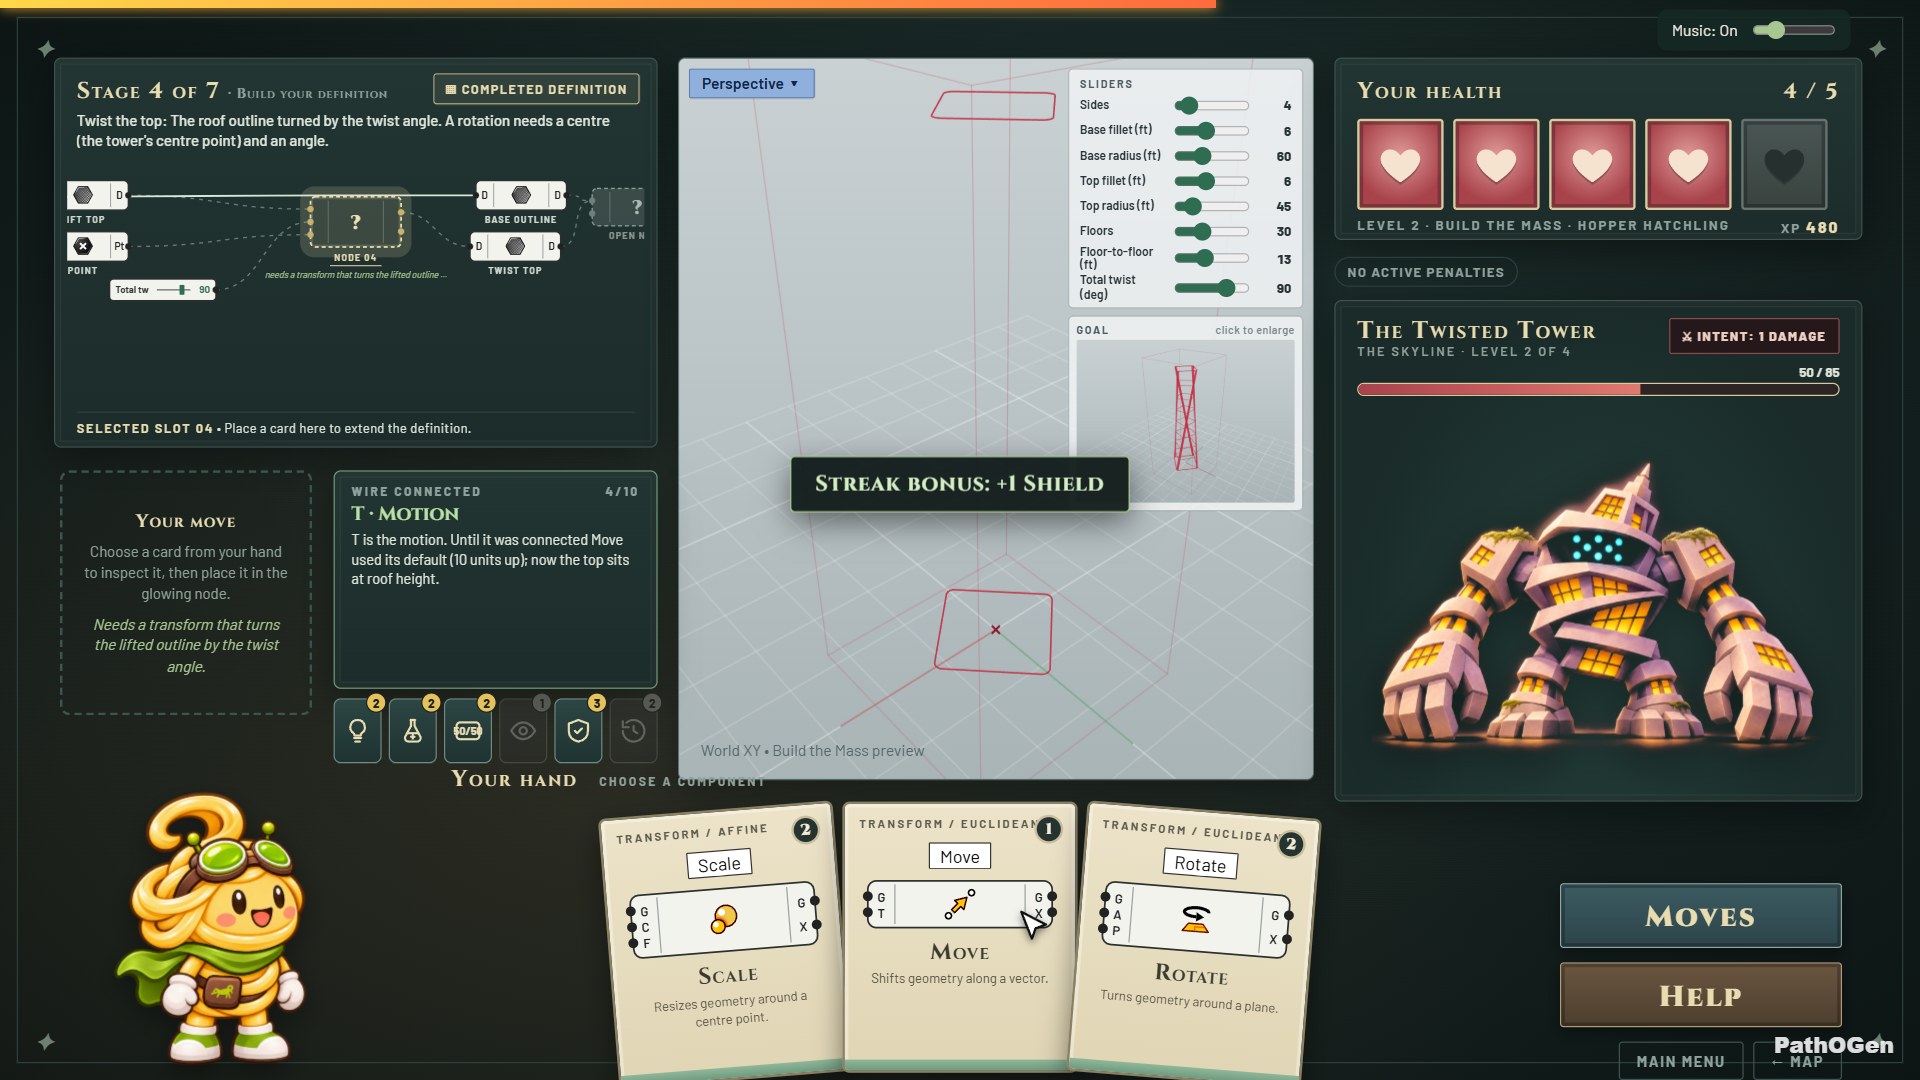 Music: On
STAGE 4 OF 7 · BUILD YOUR DEFINITION
COMPLETED DEFINITION
Twist the top: The roof outline turned by the twist angle. A rotation needs a centre
(the tower's centre point) and an angle.
D
IFT TOP
Pt
POINT
Total tw 90
?
NODE 04
needs a transform that turns the lifted outline ...
D D
BASE OUTLINE
D D
TWIST TOP
?
OPEN N
SELECTED SLOT 04 • Place a card here to extend the definition.
YOUR MOVE
Choose a card from your hand
to inspect it, then place it in the
glowing node.
Needs a transform that turns
the lifted outline by the twist
angle.
WIRE CONNECTED 4/10
T · MOTION
T is the motion. Until it was connected Move
used its default (10 units up); now the top sits
at roof height.
2 2 2 1 3 2
50/50
YOUR HAND CHOOSE A COMPONENT
Perspective ▼
SLIDERS
Sides 4
Base fillet (ft) 6
Base radius (ft) 60
Top fillet (ft) 6
Top radius (ft) 45
Floors 30
Floor-to-floor
(ft) 13
Total twist
(deg) 90
GOAL click to enlarge
STREAK BONUS: +1 SHIELD
World XY • Build the Mass preview
YOUR HEALTH 4 / 5
LEVEL 2 · BUILD THE MASS · HOPPER HATCHLING XP 480
NO ACTIVE PENALTIES
THE TWISTED TOWER
THE SKYLINE · LEVEL 2 OF 4
INTENT: 1 DAMAGE
50 / 85
TRANSFORM / AFFINE 2
Scale
G
C
F
G
X
SCALE
Resizes geometry around a
centre point.
TRANSFORM / EUCLIDEAN 1
Move
G
T
G
X
MOVE
Shifts geometry along a vector.
TRANSFORM / EUCLIDEAN 2
Rotate
G
A
P
G
X
ROTATE
Turns geometry around a plane.
MOVES
HELP
MAIN MENU
← MAP
PathOGen